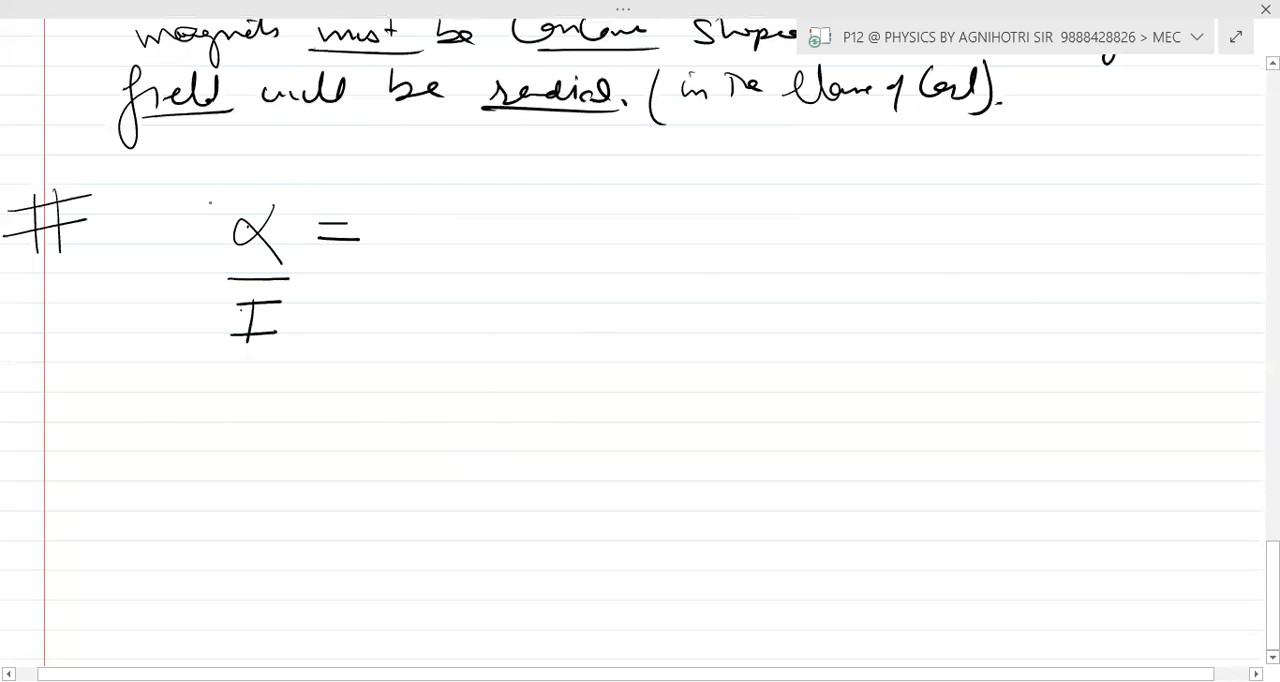 P12 @ PHYSICS BY AGNIHOTRI SIR 9888428826 > MEC
magnets must be Concave Shape
field will be radial. (in the Plane of Coil).
# α =
I